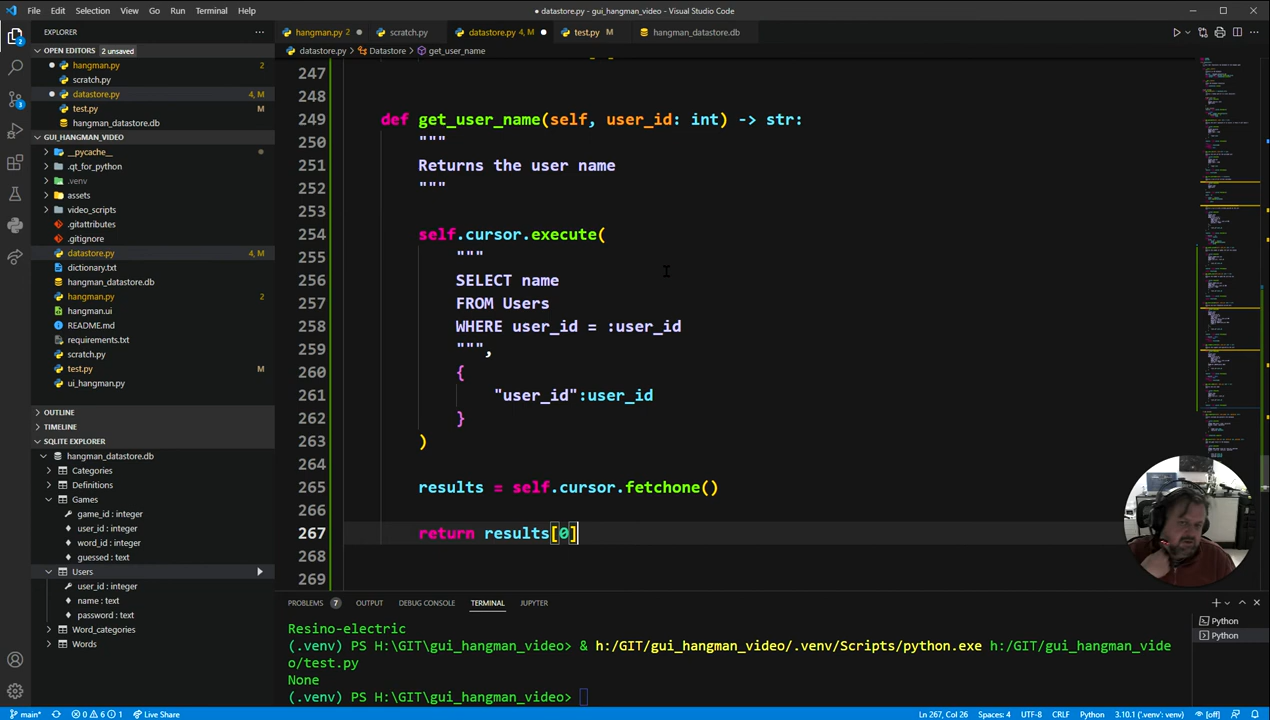 File Edit Selection View Go Run Terminal Help
● datastore.py - gui_hangman_video - Visual Studio Code
EXPLORER
OPEN EDITORS 2 unsaved
hangman.py 2
scratch.py
datastore.py 4, M
test.py M
hangman_datastore.db
GUI_HANGMAN_VIDEO
__pycache__
.qt_for_python
.venv
assets
video_scripts
.gitattributes
.gitignore
datastore.py 4, M
dictionary.txt
hangman_datastore.db
hangman.py 2
hangman.ui
README.md
requirements.txt
scratch.py
test.py M
ui_hangman.py
OUTLINE
TIMELINE
SQLITE EXPLORER
hangman_datastore.db
Categories
Definitions
Games
game_id : integer
user_id : integer
word_id : integer
guessed : text
Users
user_id : integer
name : text
password : text
Word_categories
Words
hangman.py 2 scratch.py datastore.py 4, M test.py M hangman_datastore.db
datastore.py > Datastore > get_user_name
247
248
249 def get_user_name(self, user_id: int) -> str:
250 """
251 Returns the user name
252 """
253
254 self.cursor.execute(
255 """
256 SELECT name
257 FROM Users
258 WHERE user_id = :user_id
259 """,
260 {
261 "user_id":user_id
262 }
263 )
264
265 results = self.cursor.fetchone()
266
267 return results[0]
268
269
PROBLEMS 7 OUTPUT DEBUG CONSOLE TERMINAL JUPYTER
Resino-electric
(.venv) PS H:\GIT\gui_hangman_video> & h:/GIT/gui_hangman_video/.venv/Scripts/python.exe h:/GIT/gui_hangman_vide
o/test.py
None
(.venv) PS H:\GIT\gui_hangman_video>
Python
Python
main* 0 6 1 Live Share
Ln 267, Col 26 Spaces: 4 UTF-8 CRLF Python 3.10.1 ('.venv': venv) [off]